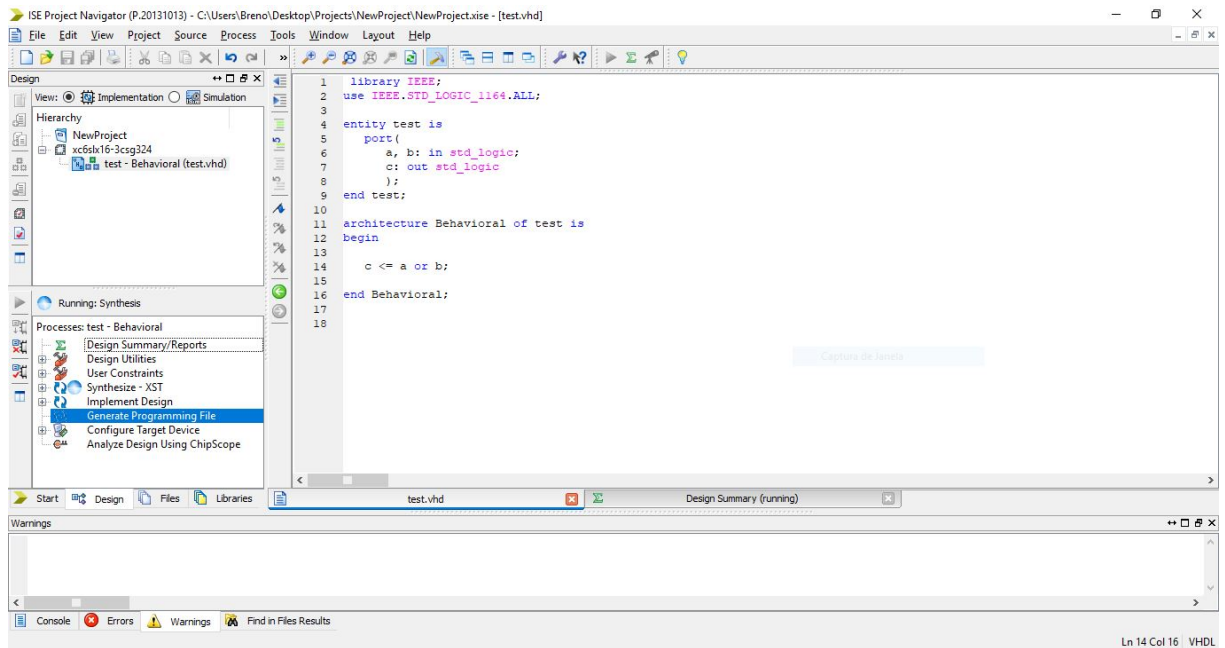 ISE Project Navigator (P.20131013) - C:\Users\Breno\Desktop\Projects\NewProject\NewProject.xise - [test.vhd]
File Edit View Project Source Process Tools Window Layout Help
Design
View: Implementation Simulation
Hierarchy
NewProject
xc6slx16-3csg324
test - Behavioral (test.vhd)
Running: Synthesis
Processes: test - Behavioral
Design Summary/Reports
Design Utilities
User Constraints
Synthesize - XST
Implement Design
Generate Programming File
Configure Target Device
Analyze Design Using ChipScope
Start Design Files Libraries
1 library IEEE;
2 use IEEE.STD_LOGIC_1164.ALL;
3
4 entity test is
5 port(
6 a, b: in std_logic;
7 c: out std_logic
8 );
9 end test;
10
11 architecture Behavioral of test is
12 begin
13
14 c <= a or b;
15
16 end Behavioral;
17
18
Captura de Janela
test.vhd Design Summary (running)
Warnings
Console Errors Warnings Find in Files Results
Ln 14 Col 16 VHDL